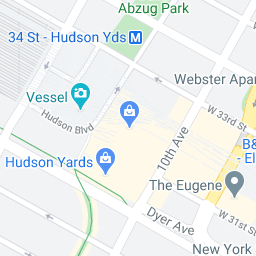 Abzug Park
34 St - Hudson Yds M
Webster Apar
Vessel
Hudson Blvd
W 33rd St
10th Ave
B&
- El
Hudson Yards
The Eugene
W 31st St
Dyer Ave
New York